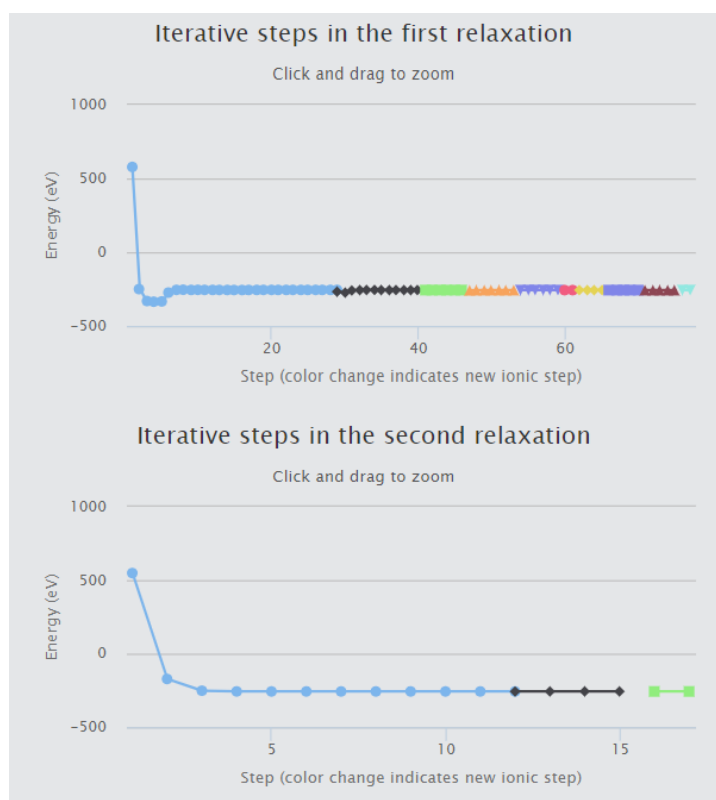 Iterative steps in the first relaxation
Click and drag to zoom
1000
500
0
−500
Energy (eV)
20
40
60
Step (color change indicates new ionic step)
Iterative steps in the second relaxation
Click and drag to zoom
1000
500
0
−500
Energy (eV)
5
10
15
Step (color change indicates new ionic step)